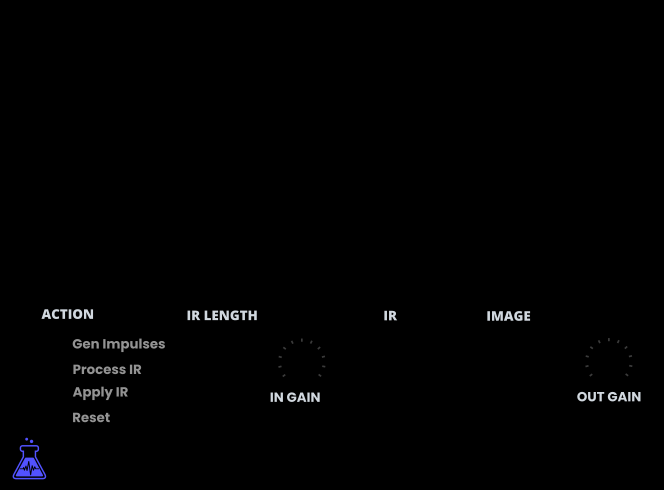 ACTION
IR LENGTH
IR
IMAGE
Gen Impulses
Process IR
Apply IR
Reset
IN GAIN
OUT GAIN